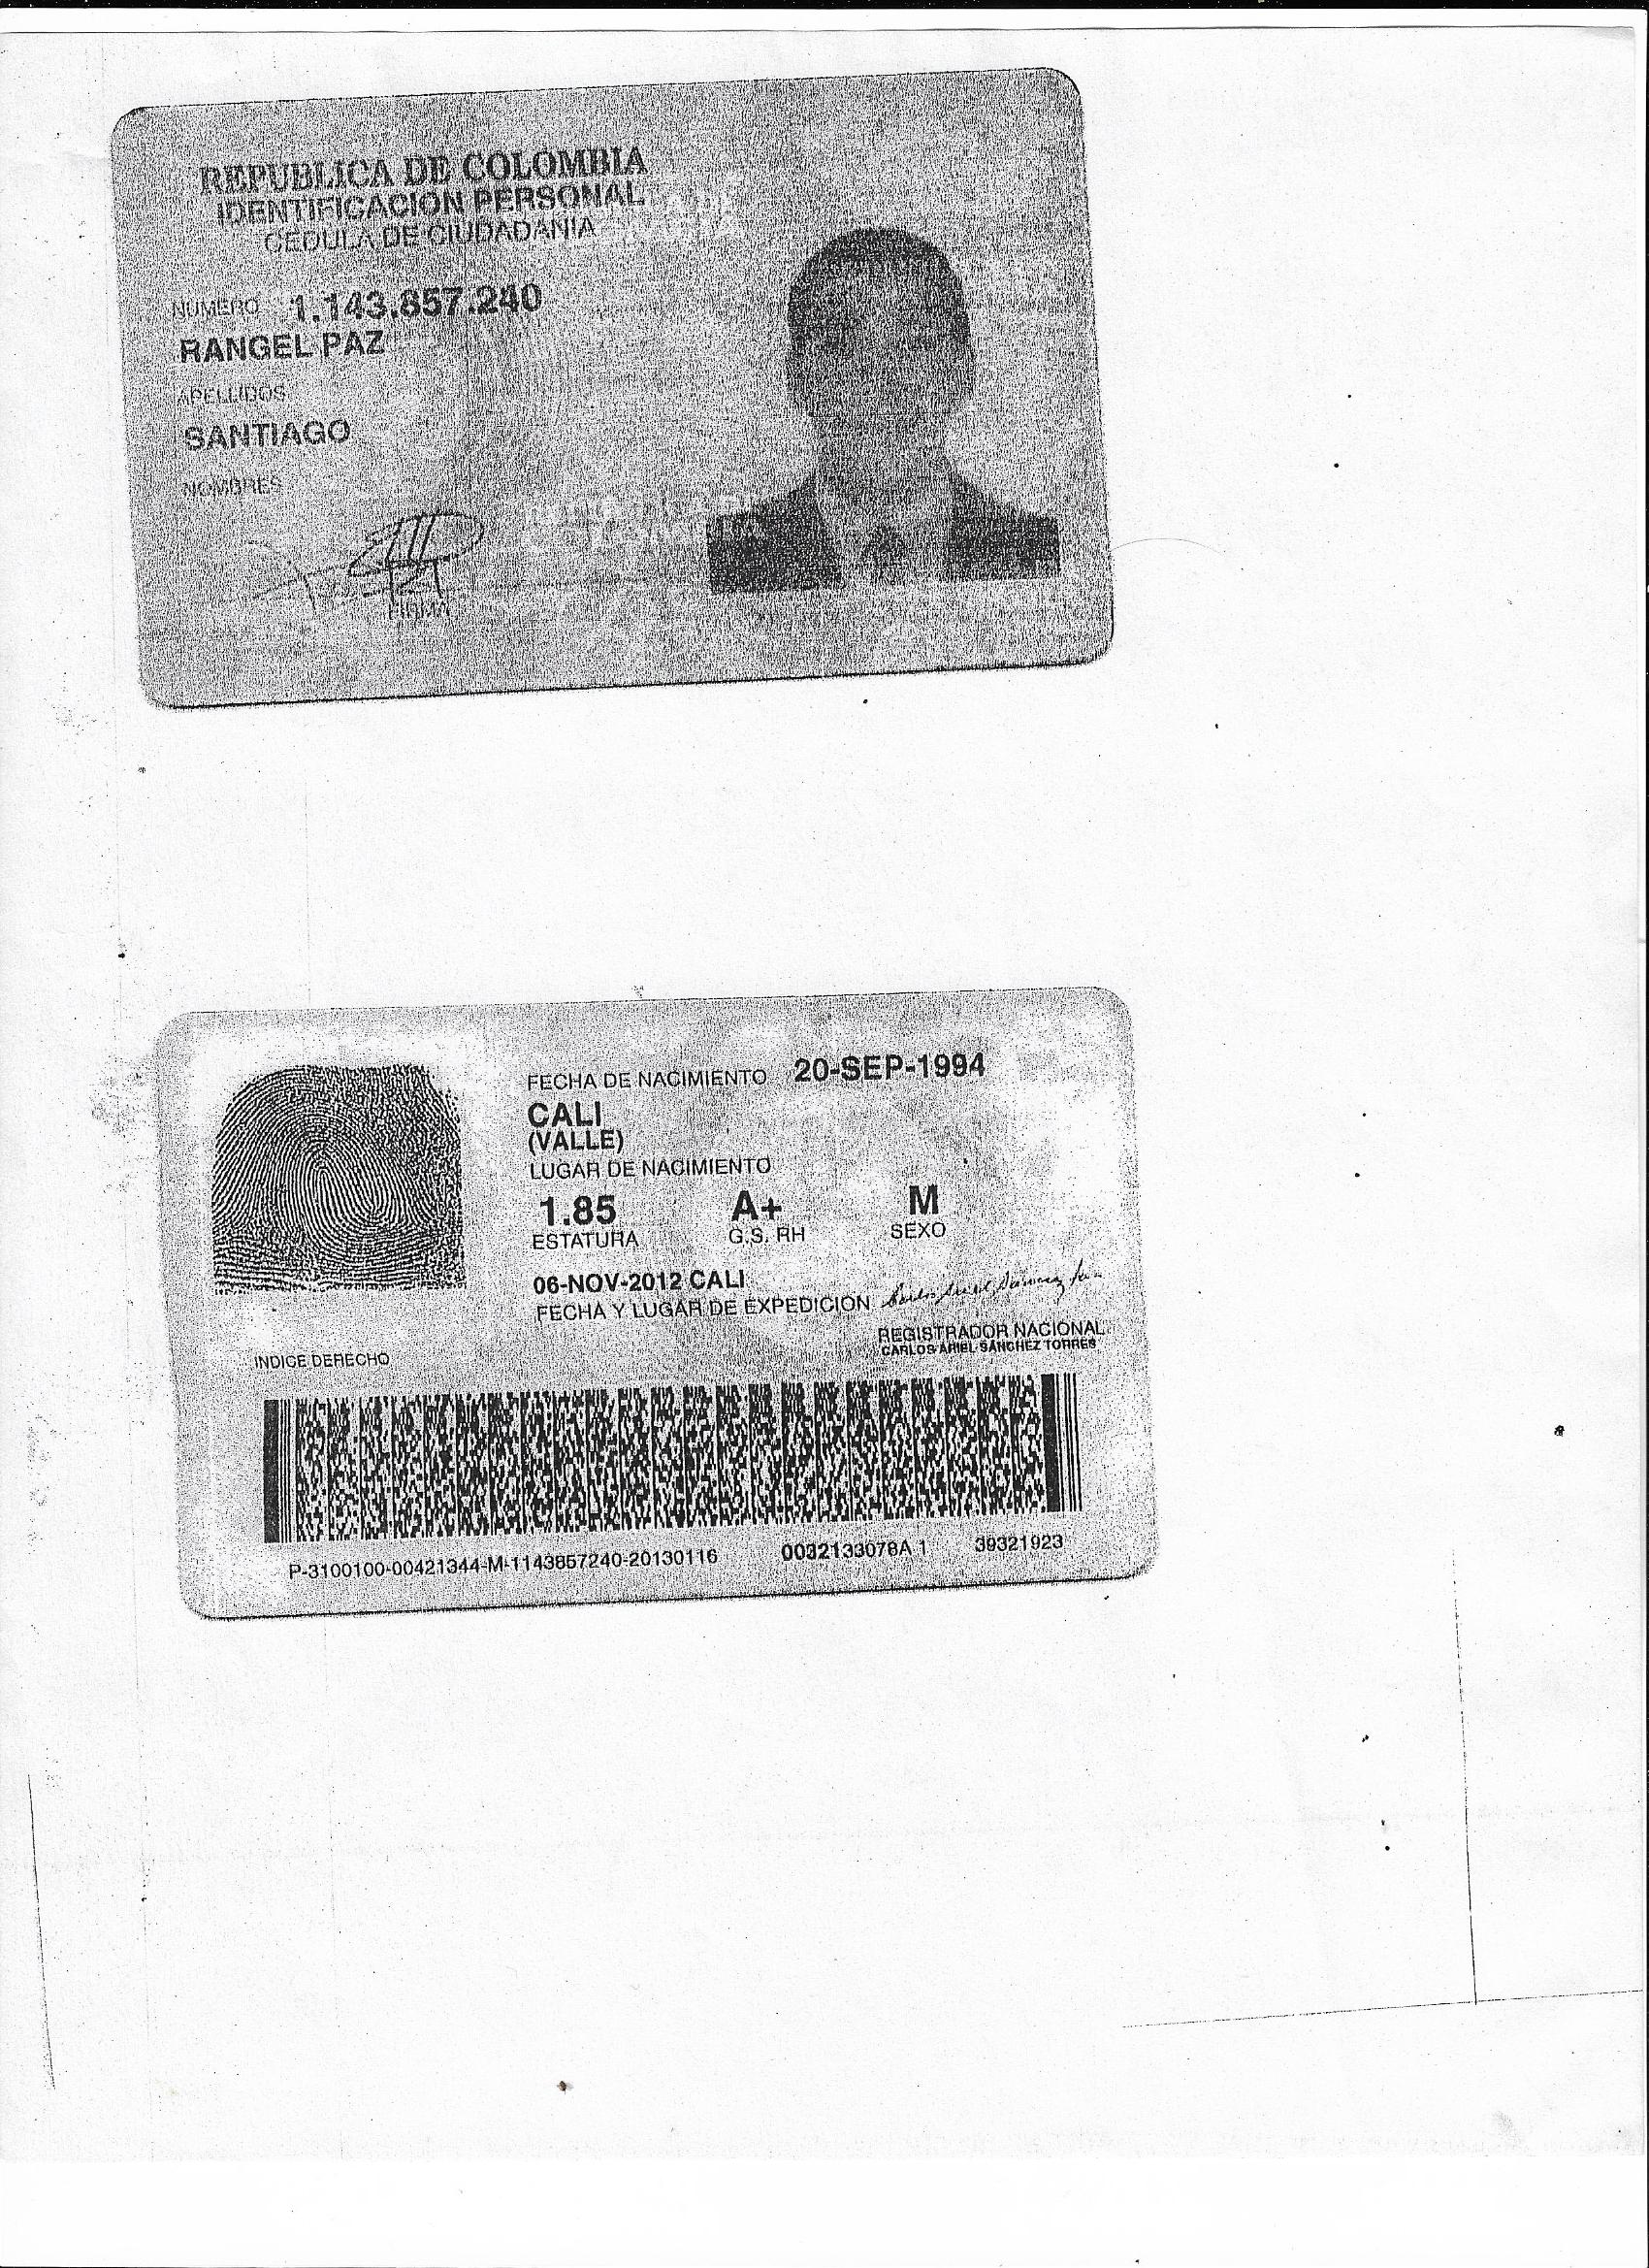 REPUBLICA DE COLOMBIA
IDENTIFICACION PERSONAL
CEDULA DE CIUDADANIA
NUMERO 1.143.857.240
RANGEL PAZ
APELLIDOS
SANTIAGO
NOMBRES
FIRMA
FECHA DE NACIMIENTO 20-SEP-1994
CALI
(VALLE)
LUGAR DE NACIMIENTO
1.85 A+ M
ESTATURA G.S. RH SEXO
06-NOV-2012 CALI
FECHA Y LUGAR DE EXPEDICION
REGISTRADOR NACIONAL
CARLOS ARIEL SANCHEZ TORRES
INDICE DERECHO
P-3100100-00421344-M-1143857240-20130116 0032133078A 1 39321923